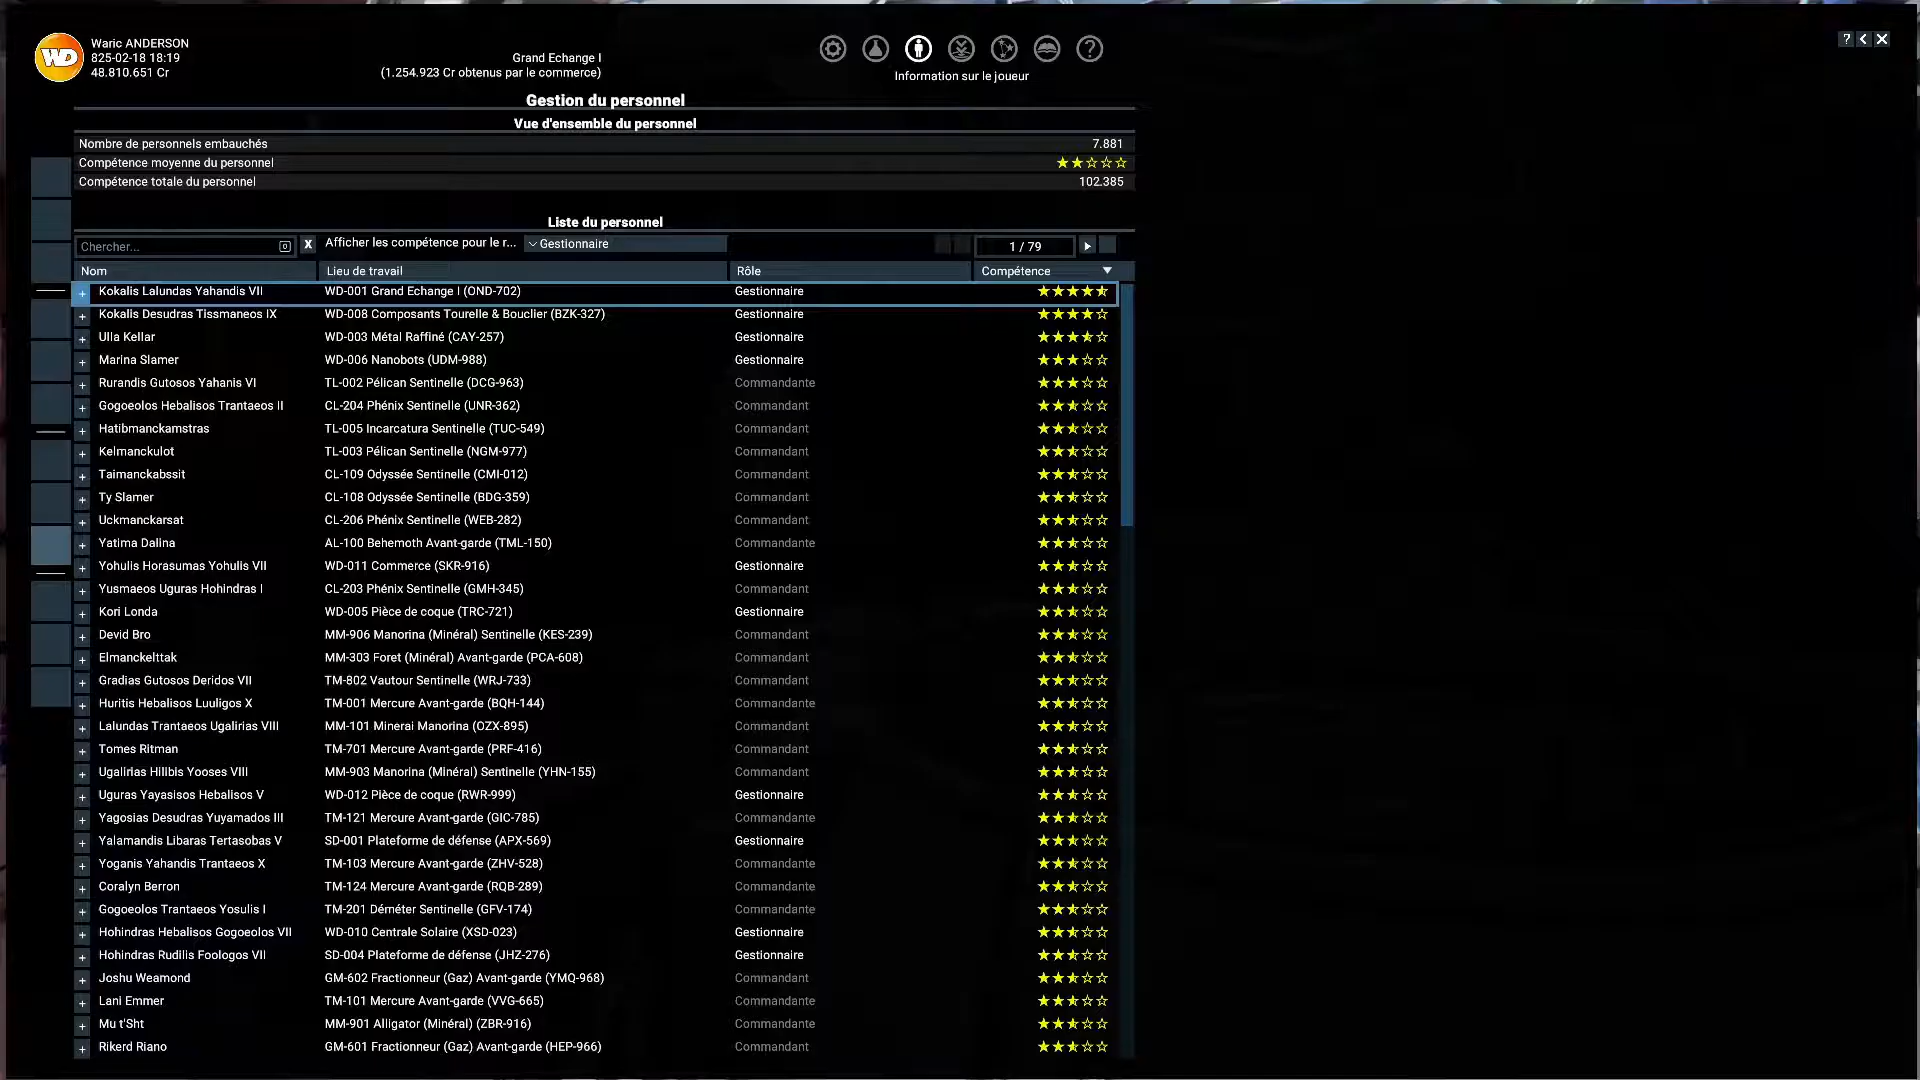 WD
Waric ANDERSON
825-02-18 18:19
48.810.651 Cr
Grand Echange I
(1.254.923 Cr obtenus par le commerce)
Information sur le joueur
? < X
Gestion du personnel
Vue d'ensemble du personnel
Nombre de personnels embauchés 7.881
Compétence moyenne du personnel ★★☆☆☆
Compétence totale du personnel 102.385
Liste du personnel
Chercher... X Afficher les compétence pour le r... Gestionnaire 1 / 79
Nom Lieu de travail Rôle Compétence
+ Kokalis Lalundas Yahandis VII WD-001 Grand Echange I (OND-702) Gestionnaire
+ Kokalis Desudras Tissmaneos IX WD-008 Composants Tourelle & Bouclier (BZK-327) Gestionnaire
+ Ulla Kellar WD-003 Métal Raffiné (CAY-257) Gestionnaire
+ Marina Slamer WD-006 Nanobots (UDM-988) Gestionnaire
+ Rurandis Gutosos Yahanis VI TL-002 Pélican Sentinelle (DCG-963) Commandante
+ Gogoeolos Hebalisos Trantaeos II CL-204 Phénix Sentinelle (UNR-362) Commandant
+ Hatibmanckamstras TL-005 Incarcatura Sentinelle (TUC-549) Commandant
+ Kelmanckulot TL-003 Pélican Sentinelle (NGM-977) Commandant
+ Taimanckabssit CL-109 Odyssée Sentinelle (CMI-012) Commandant
+ Ty Slamer CL-108 Odyssée Sentinelle (BDG-359) Commandant
+ Uckmanckarsat CL-206 Phénix Sentinelle (WEB-282) Commandant
+ Yatima Dalina AL-100 Behemoth Avant-garde (TML-150) Commandante
+ Yohulis Horasumas Yohulis VII WD-011 Commerce (SKR-916) Gestionnaire
+ Yusmaeos Uguras Hohindras I CL-203 Phénix Sentinelle (GMH-345) Commandant
+ Kori Londa WD-005 Pièce de coque (TRC-721) Gestionnaire
+ Devid Bro MM-906 Manorina (Minéral) Sentinelle (KES-239) Commandant
+ Elmanckelttak MM-303 Foret (Minéral) Avant-garde (PCA-608) Commandant
+ Gradias Gutosos Deridos VII TM-802 Vautour Sentinelle (WRJ-733) Commandant
+ Huritis Hebalisos Luuligos X TM-001 Mercure Avant-garde (BQH-144) Commandant
+ Lalundas Trantaeos Ugalirias VIII MM-101 Minerai Manorina (OZX-895) Commandant
+ Tomes Ritman TM-701 Mercure Avant-garde (PRF-416) Commandant
+ Ugalirias Hilibis Yooses VIII MM-903 Manorina (Minéral) Sentinelle (YHN-155) Commandant
+ Uguras Yayasisos Hebalisos V WD-012 Pièce de coque (RWR-999) Gestionnaire
+ Yagosias Desudras Yuyamados III TM-121 Mercure Avant-garde (GIC-785) Commandante
+ Yalamandis Libaras Tertasobas V SD-001 Plateforme de défense (APX-569) Gestionnaire
+ Yoganis Yahandis Trantaeos X TM-103 Mercure Avant-garde (ZHV-528) Commandante
+ Coralyn Berron TM-124 Mercure Avant-garde (RQB-289) Commandante
+ Gogoeolos Trantaeos Yosulis I TM-201 Déméter Sentinelle (GFV-174) Commandante
+ Hohindras Hebalisos Gogoeolos VII WD-010 Centrale Solaire (XSD-023) Gestionnaire
+ Hohindras Rudilis Foologos VII SD-004 Plateforme de défense (JHZ-276) Gestionnaire
+ Joshu Weamond GM-602 Fractionneur (Gaz) Avant-garde (YMQ-968) Commandant
+ Lani Emmer TM-101 Mercure Avant-garde (VVG-665) Commandante
+ Mu t'Sht MM-901 Alligator (Minéral) (ZBR-916) Commandante
+ Rikerd Riano GM-601 Fractionneur (Gaz) Avant-garde (HEP-966) Commandant